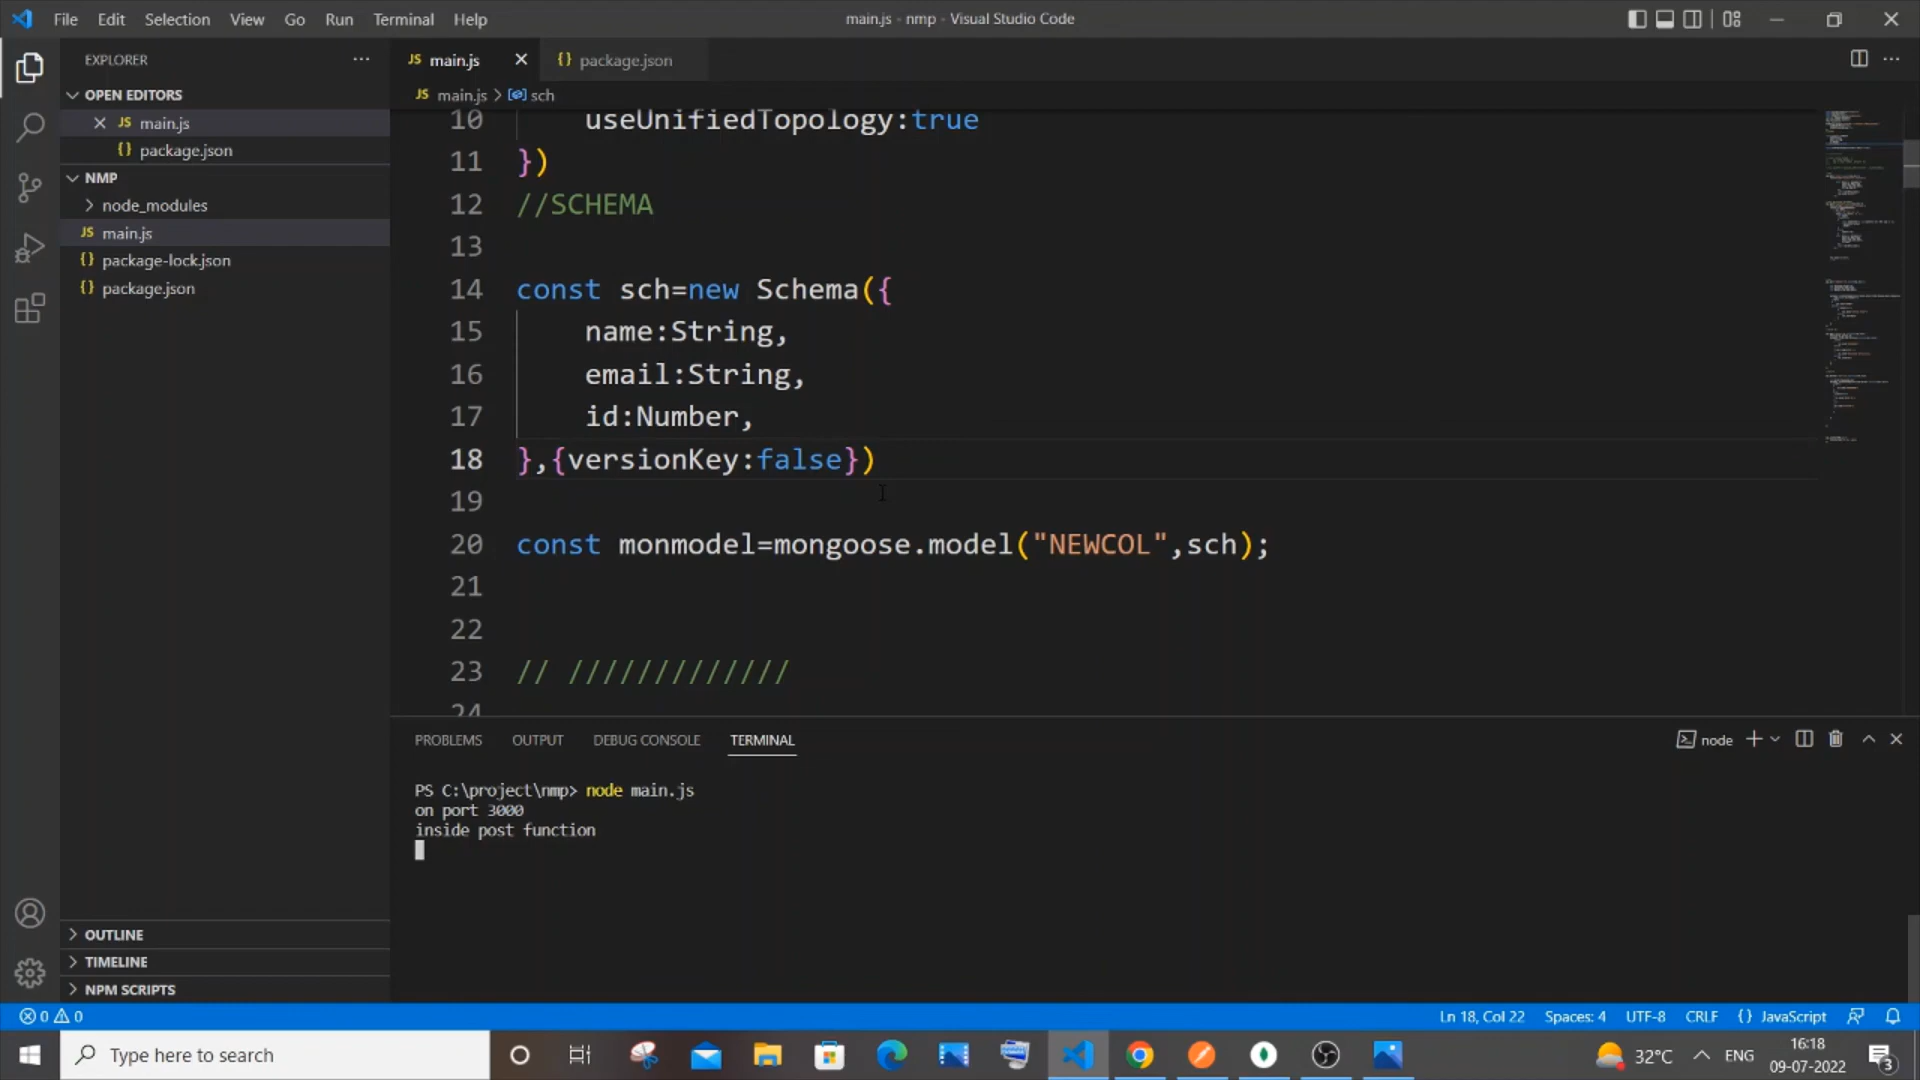 File Edit Selection View Go Run Terminal Help
main.js - nmp - Visual Studio Code
EXPLORER
OPEN EDITORS
JS main.js
{} package.json
NMP
node_modules
JS main.js
{} package-lock.json
{} package.json
OUTLINE
TIMELINE
NPM SCRIPTS
JS main.js
{} package.json
JS main.js > sch
10 useUnifiedTopology:true
11 })
12 //SCHEMA
13
14 const sch=new Schema({
15 name:String,
16 email:String,
17 id:Number,
18 },{versionKey:false})
19
20 const monmodel=mongoose.model("NEWCOL",sch);
21
22
23 // /////////////
24
PROBLEMS OUTPUT DEBUG CONSOLE TERMINAL
node
PS C:\project\nmp> node main.js
on port 3000
inside post function
0 0
Ln 18, Col 22 Spaces: 4 UTF-8 CRLF {} JavaScript
Type here to search
32°C ENG
16:18
09-07-2022
3